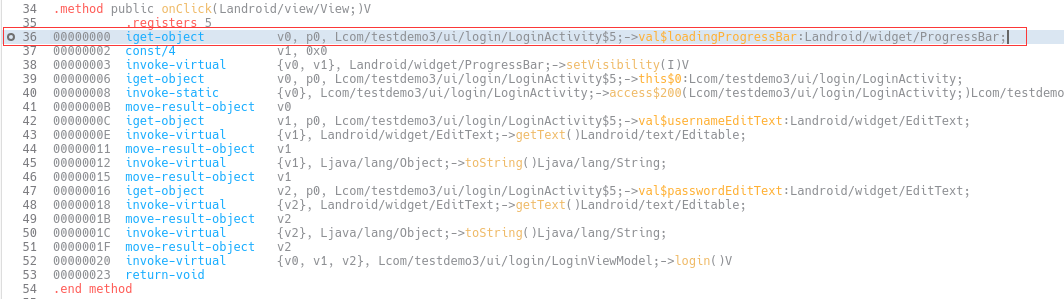 34 .method public onClick(Landroid/view/View;)V
35 .registers 5
36 00000000 iget-object v0, p0, Lcom/testdemo3/ui/login/LoginActivity$5;->val$loadingProgressBar:Landroid/widget/ProgressBar;
37 00000002 const/4 v1, 0x0
38 00000003 invoke-virtual {v0, v1}, Landroid/widget/ProgressBar;->setVisibility(I)V
39 00000006 iget-object v0, p0, Lcom/testdemo3/ui/login/LoginActivity$5;->this$0:Lcom/testdemo3/ui/login/LoginActivity;
40 00000008 invoke-static {v0}, Lcom/testdemo3/ui/login/LoginActivity;->access$200(Lcom/testdemo3/ui/login/LoginActivity;)Lcom/testdemo
41 0000000B move-result-object v0
42 0000000C iget-object v1, p0, Lcom/testdemo3/ui/login/LoginActivity$5;->val$usernameEditText:Landroid/widget/EditText;
43 0000000E invoke-virtual {v1}, Landroid/widget/EditText;->getText()Landroid/text/Editable;
44 00000011 move-result-object v1
45 00000012 invoke-virtual {v1}, Ljava/lang/Object;->toString()Ljava/lang/String;
46 00000015 move-result-object v1
47 00000016 iget-object v2, p0, Lcom/testdemo3/ui/login/LoginActivity$5;->val$passwordEditText:Landroid/widget/EditText;
48 00000018 invoke-virtual {v2}, Landroid/widget/EditText;->getText()Landroid/text/Editable;
49 0000001B move-result-object v2
50 0000001C invoke-virtual {v2}, Ljava/lang/Object;->toString()Ljava/lang/String;
51 0000001F move-result-object v2
52 00000020 invoke-virtual {v0, v1, v2}, Lcom/testdemo3/ui/login/LoginViewModel;->login()V
53 00000023 return-void
54 .end method